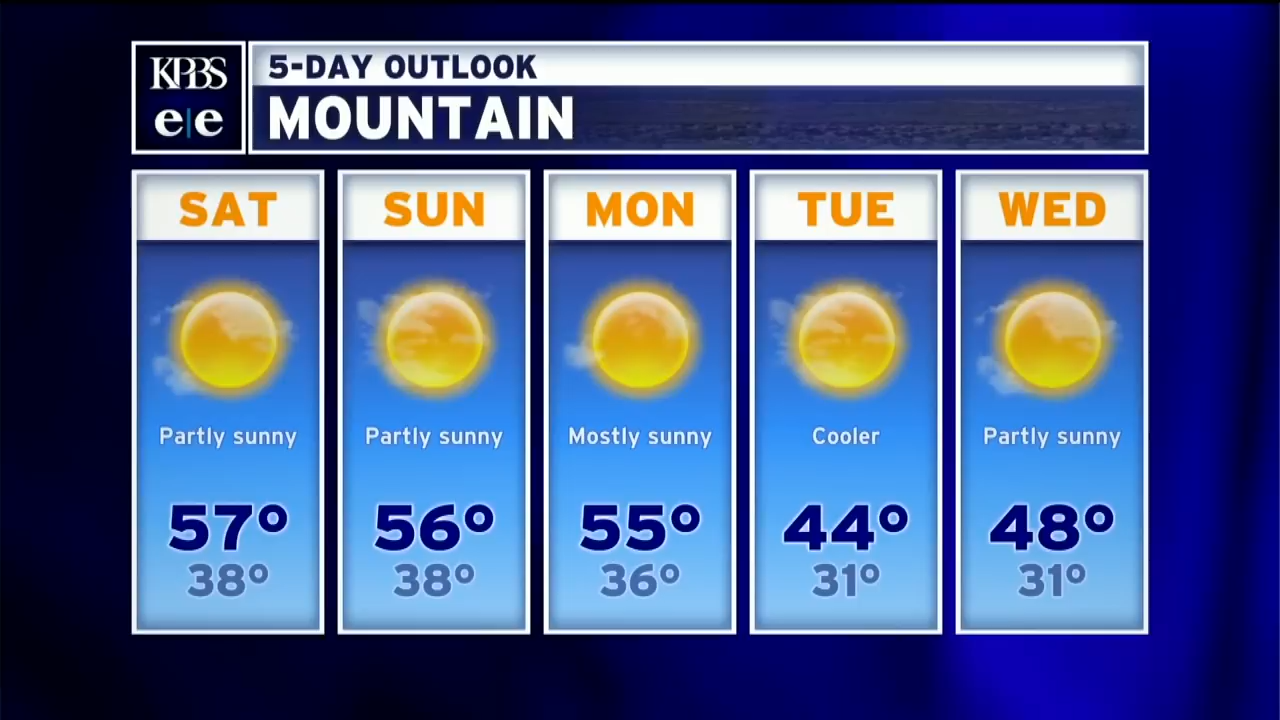 KPBS
e|e
5-DAY OUTLOOK
MOUNTAIN
SAT
Partly sunny
57°
38°
SUN
Partly sunny
56°
38°
MON
Mostly sunny
55°
36°
TUE
Cooler
44°
31°
WED
Partly sunny
48°
31°